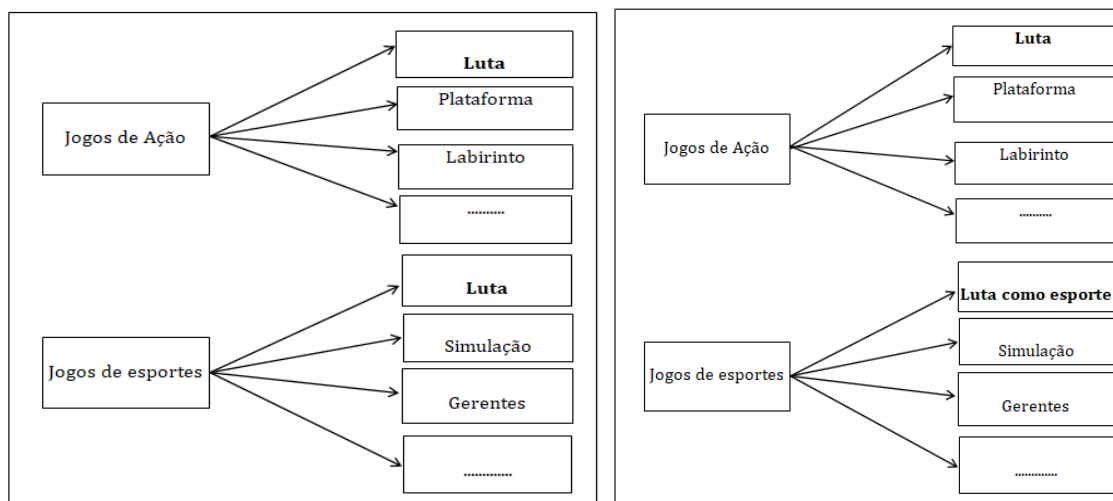 Luta
Plataforma
Jogos de Ação
Labirinto
..........
Luta
Simulação
Jogos de esportes
Gerentes
.............
Luta
Plataforma
Jogos de Ação
Labirinto
..........
Luta como esporte
Simulação
Jogos de esportes
Gerentes
.............